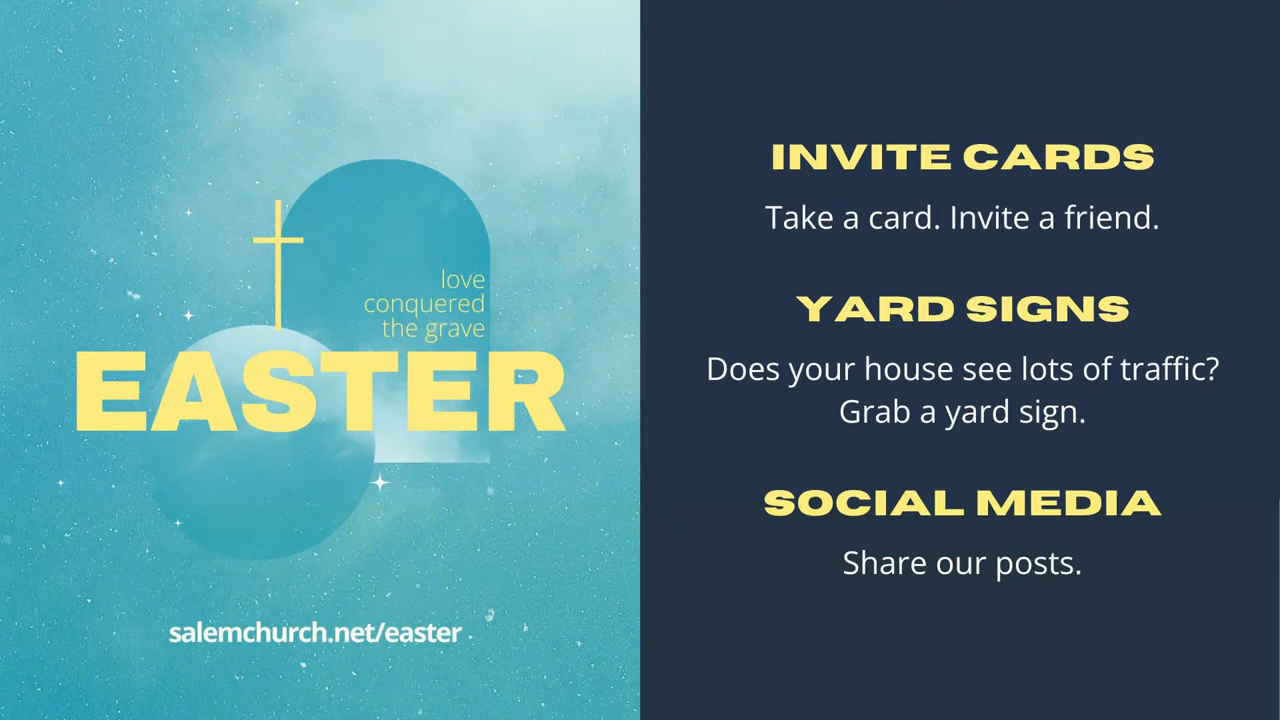 love
conquered
the grave
EASTER
salemchurch.net/easter
INVITE CARDS
Take a card. Invite a friend.
YARD SIGNS
Does your house see lots of traffic?
Grab a yard sign.
SOCIAL MEDIA
Share our posts.